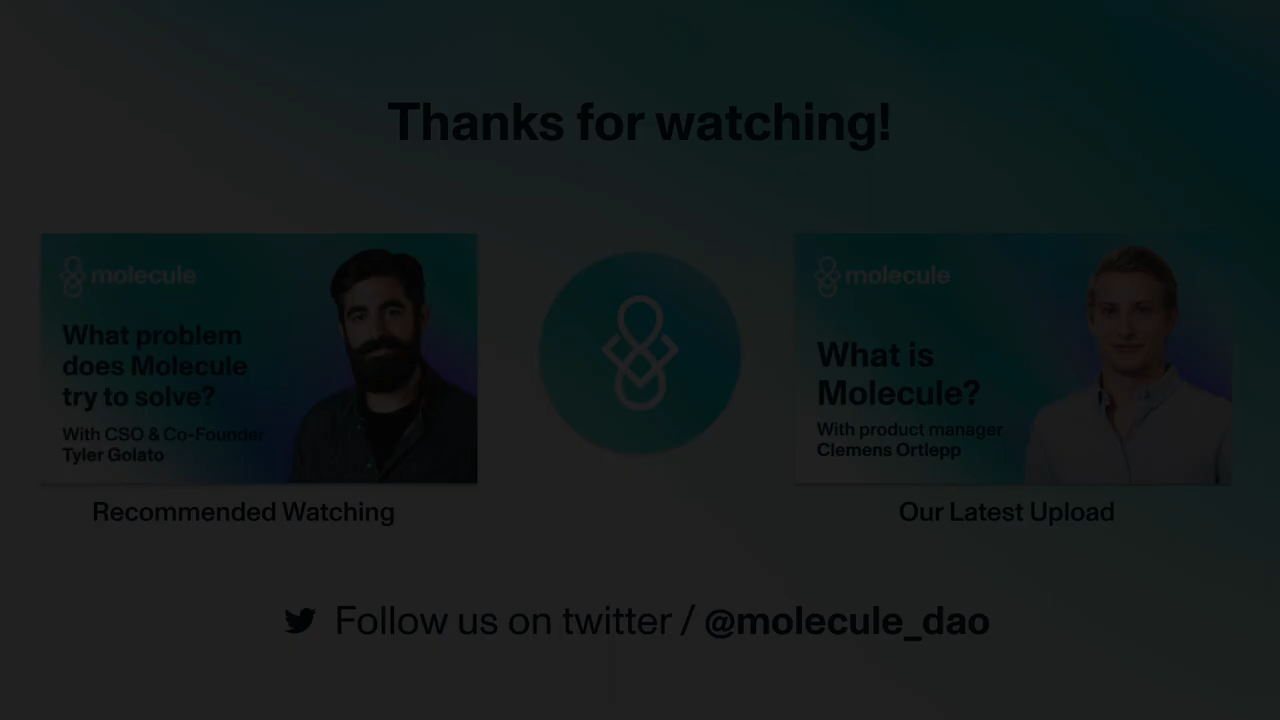 Thanks for watching!
molecule
What problem
does Molecule
try to solve?
With CSO & Co-Founder
Tyler Golato
Recommended Watching
molecule
What is
Molecule?
With product manager
Clemens Ortlepp
Our Latest Upload
Follow us on twitter / @molecule_dao